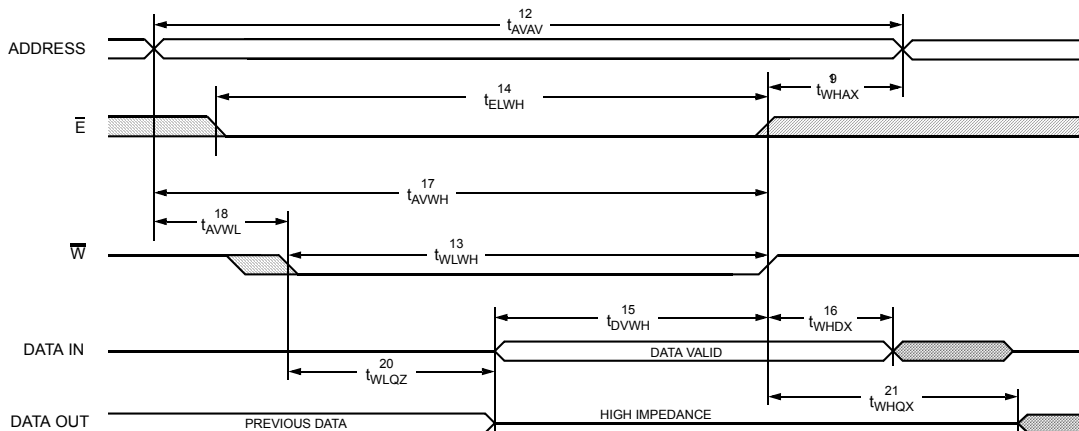 12
tAVAV
ADDRESS
14
tELWH
tWHAX
E
17
tAVWH
18
tAVWL
13
tWLWH
W
15
tDVWH
16
tWHDX
DATA IN
DATA VALID
20
tWLQZ
21
tWHQX
DATA OUT
PREVIOUS DATA
HIGH IMPEDANCE